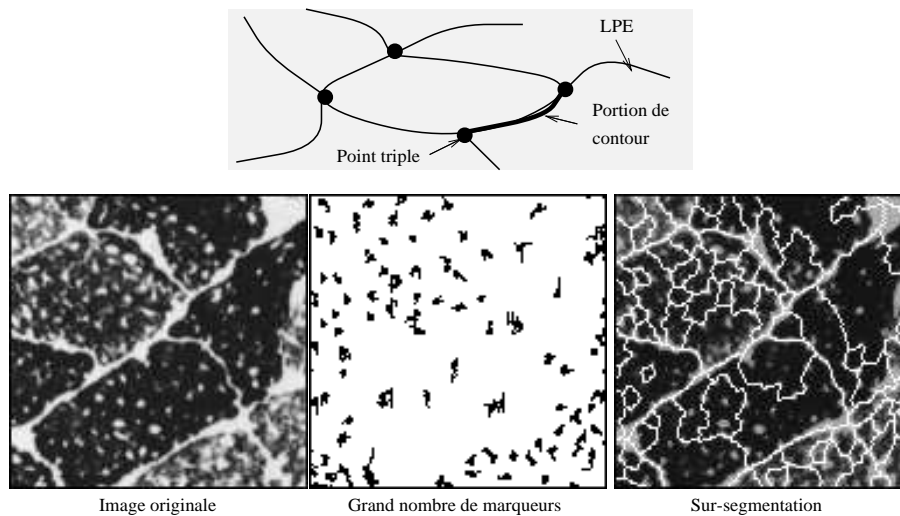 LPE
Portion de
contour
Point triple
Image originale
Grand nombre de marqueurs
Sur-segmentation